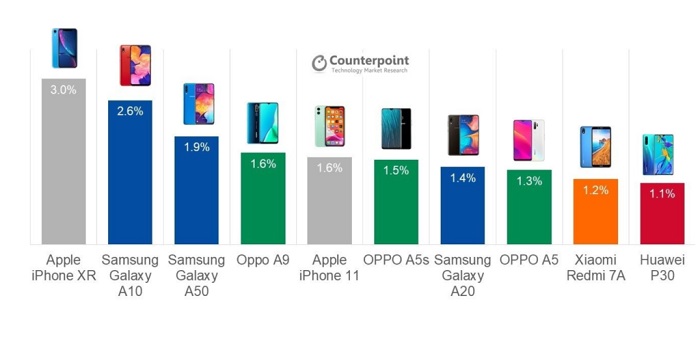 Counterpoint
Technology Market Research
3.0%
2.6%
1.9%
1.6%
1.6%
1.5%
1.4%
1.3%
1.2%
1.1%
Apple
iPhone XR
Samsung
Galaxy
A10
Samsung
Galaxy
A50
Oppo A9
Apple
iPhone 11
OPPO A5s
Samsung
Galaxy
A20
OPPO A5
Xiaomi
Redmi 7A
Huawei
P30